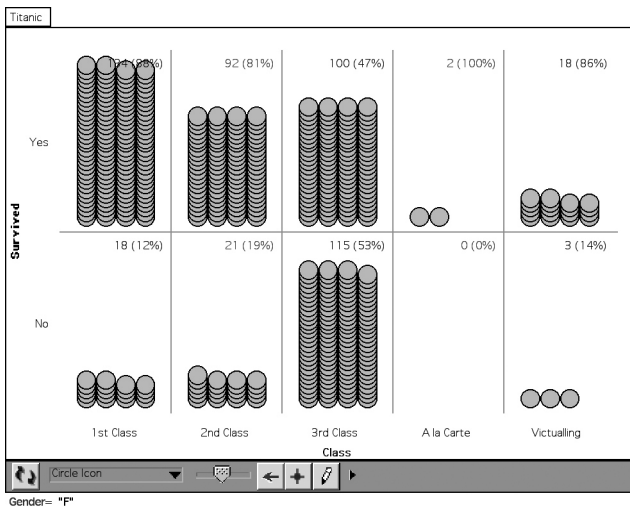 Titanic
134 (88%) 92 (81%) 100 (47%) 2 (100%) 18 (86%)
Yes
Survived
18 (12%) 21 (19%) 115 (53%) 0 (0%) 3 (14%)
No
1st Class 2nd Class 3rd Class A la Carte Victualling
Class
Circle Icon
Gender= "F"